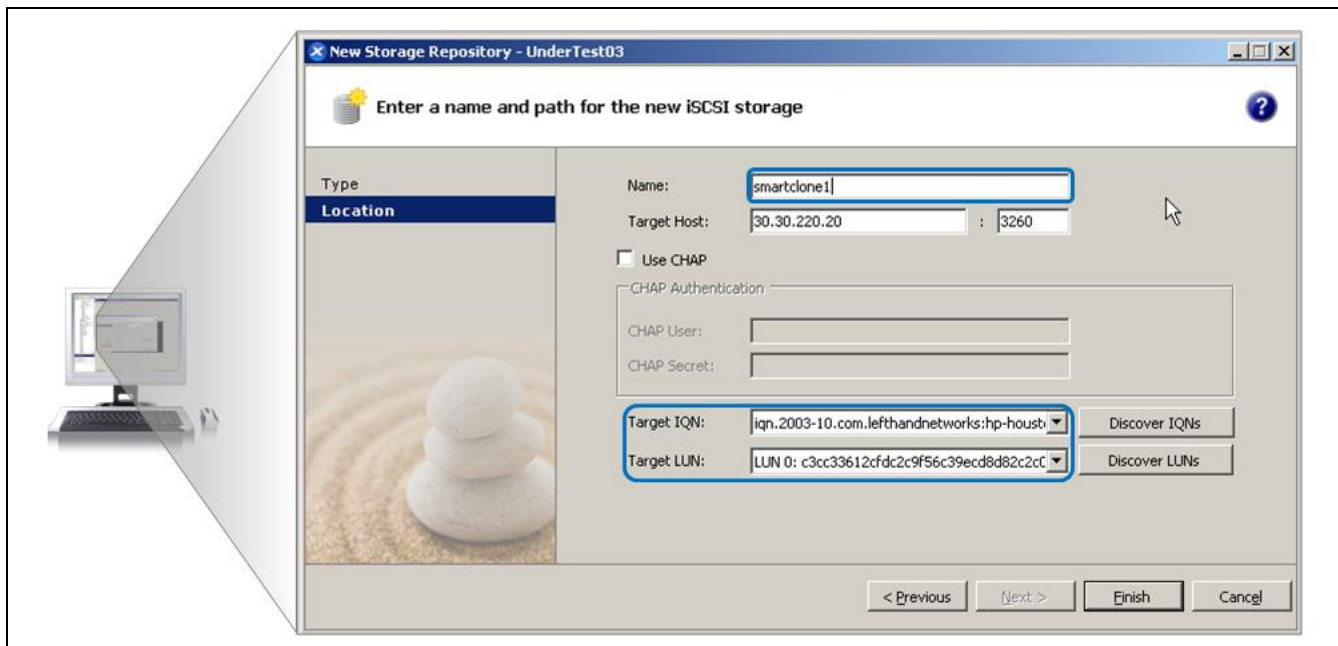 New Storage Repository - UnderTest03
Enter a name and path for the new iSCSI storage
?
Type
Location
Name: smartclone1
Target Host: 30.30.220.20 : 3260
Use CHAP
CHAP Authentication
CHAP User:
CHAP Secret:
Target IQN: iqn.2003-10.com.lefthandnetworks:hp-houst Discover IQNs
Target LUN: LUN 0: c3cc33612cfdc2c9f56c39ecd8d82c2c Discover LUNs
< Previous Next > Finish Cancel